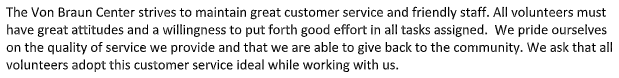 The Von Braun Center strives to maintain great customer service and friendly staff. All volunteers must
have great attitudes and a willingness to put forth good effort in all tasks assigned.  We pride ourselves
on the quality of service we provide and that we are able to give back to the community. We ask that all
volunteers adopt this customer service ideal while working with us.